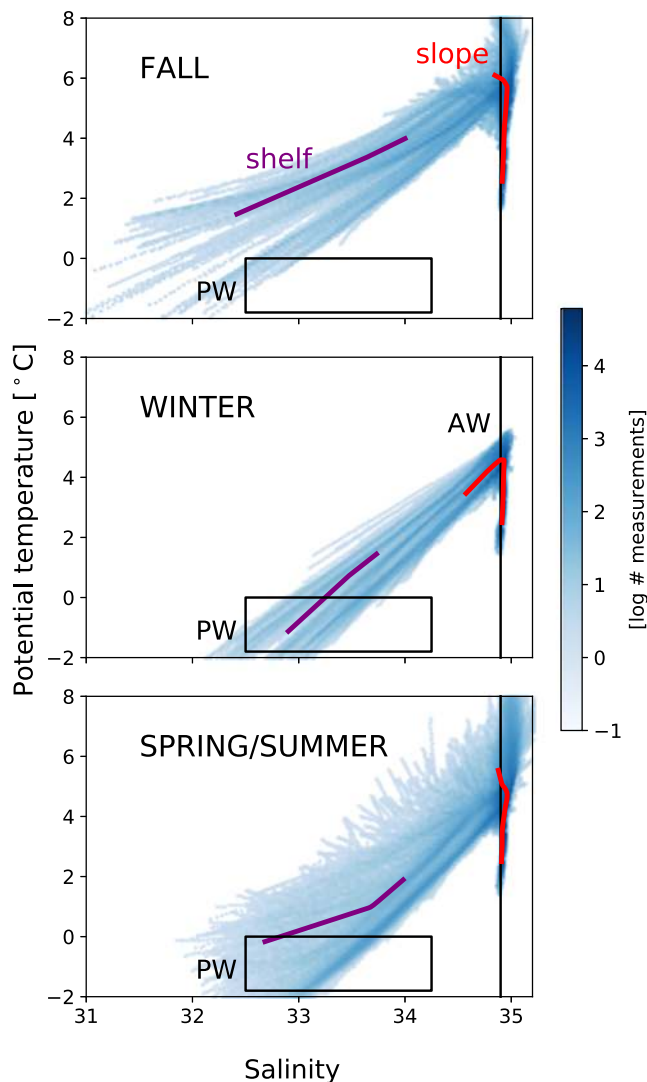 8
6
4
2
0
−2
FALL
slope
shelf
PW
8
6
4
2
0
−2
WINTER
AW
PW
8
6
4
2
0
−2
SPRING/SUMMER
PW
31
32
33
34
35
Salinity
Potential temperature [°C]
4
3
2
1
0
−1
[log # measurements]